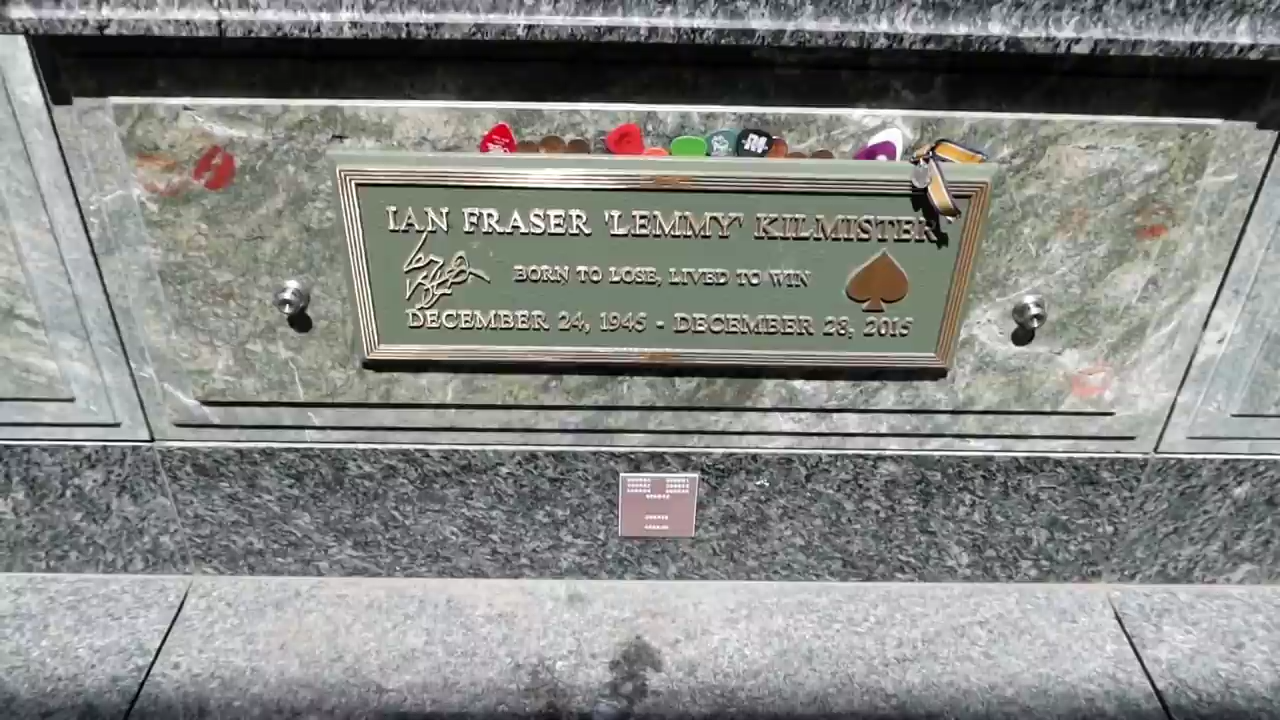 IAN FRASER 'LEMMY' KILMISTER
BORN TO LOSE, LIVED TO WIN
DECEMBER 24, 1945 - DECEMBER 28, 2015